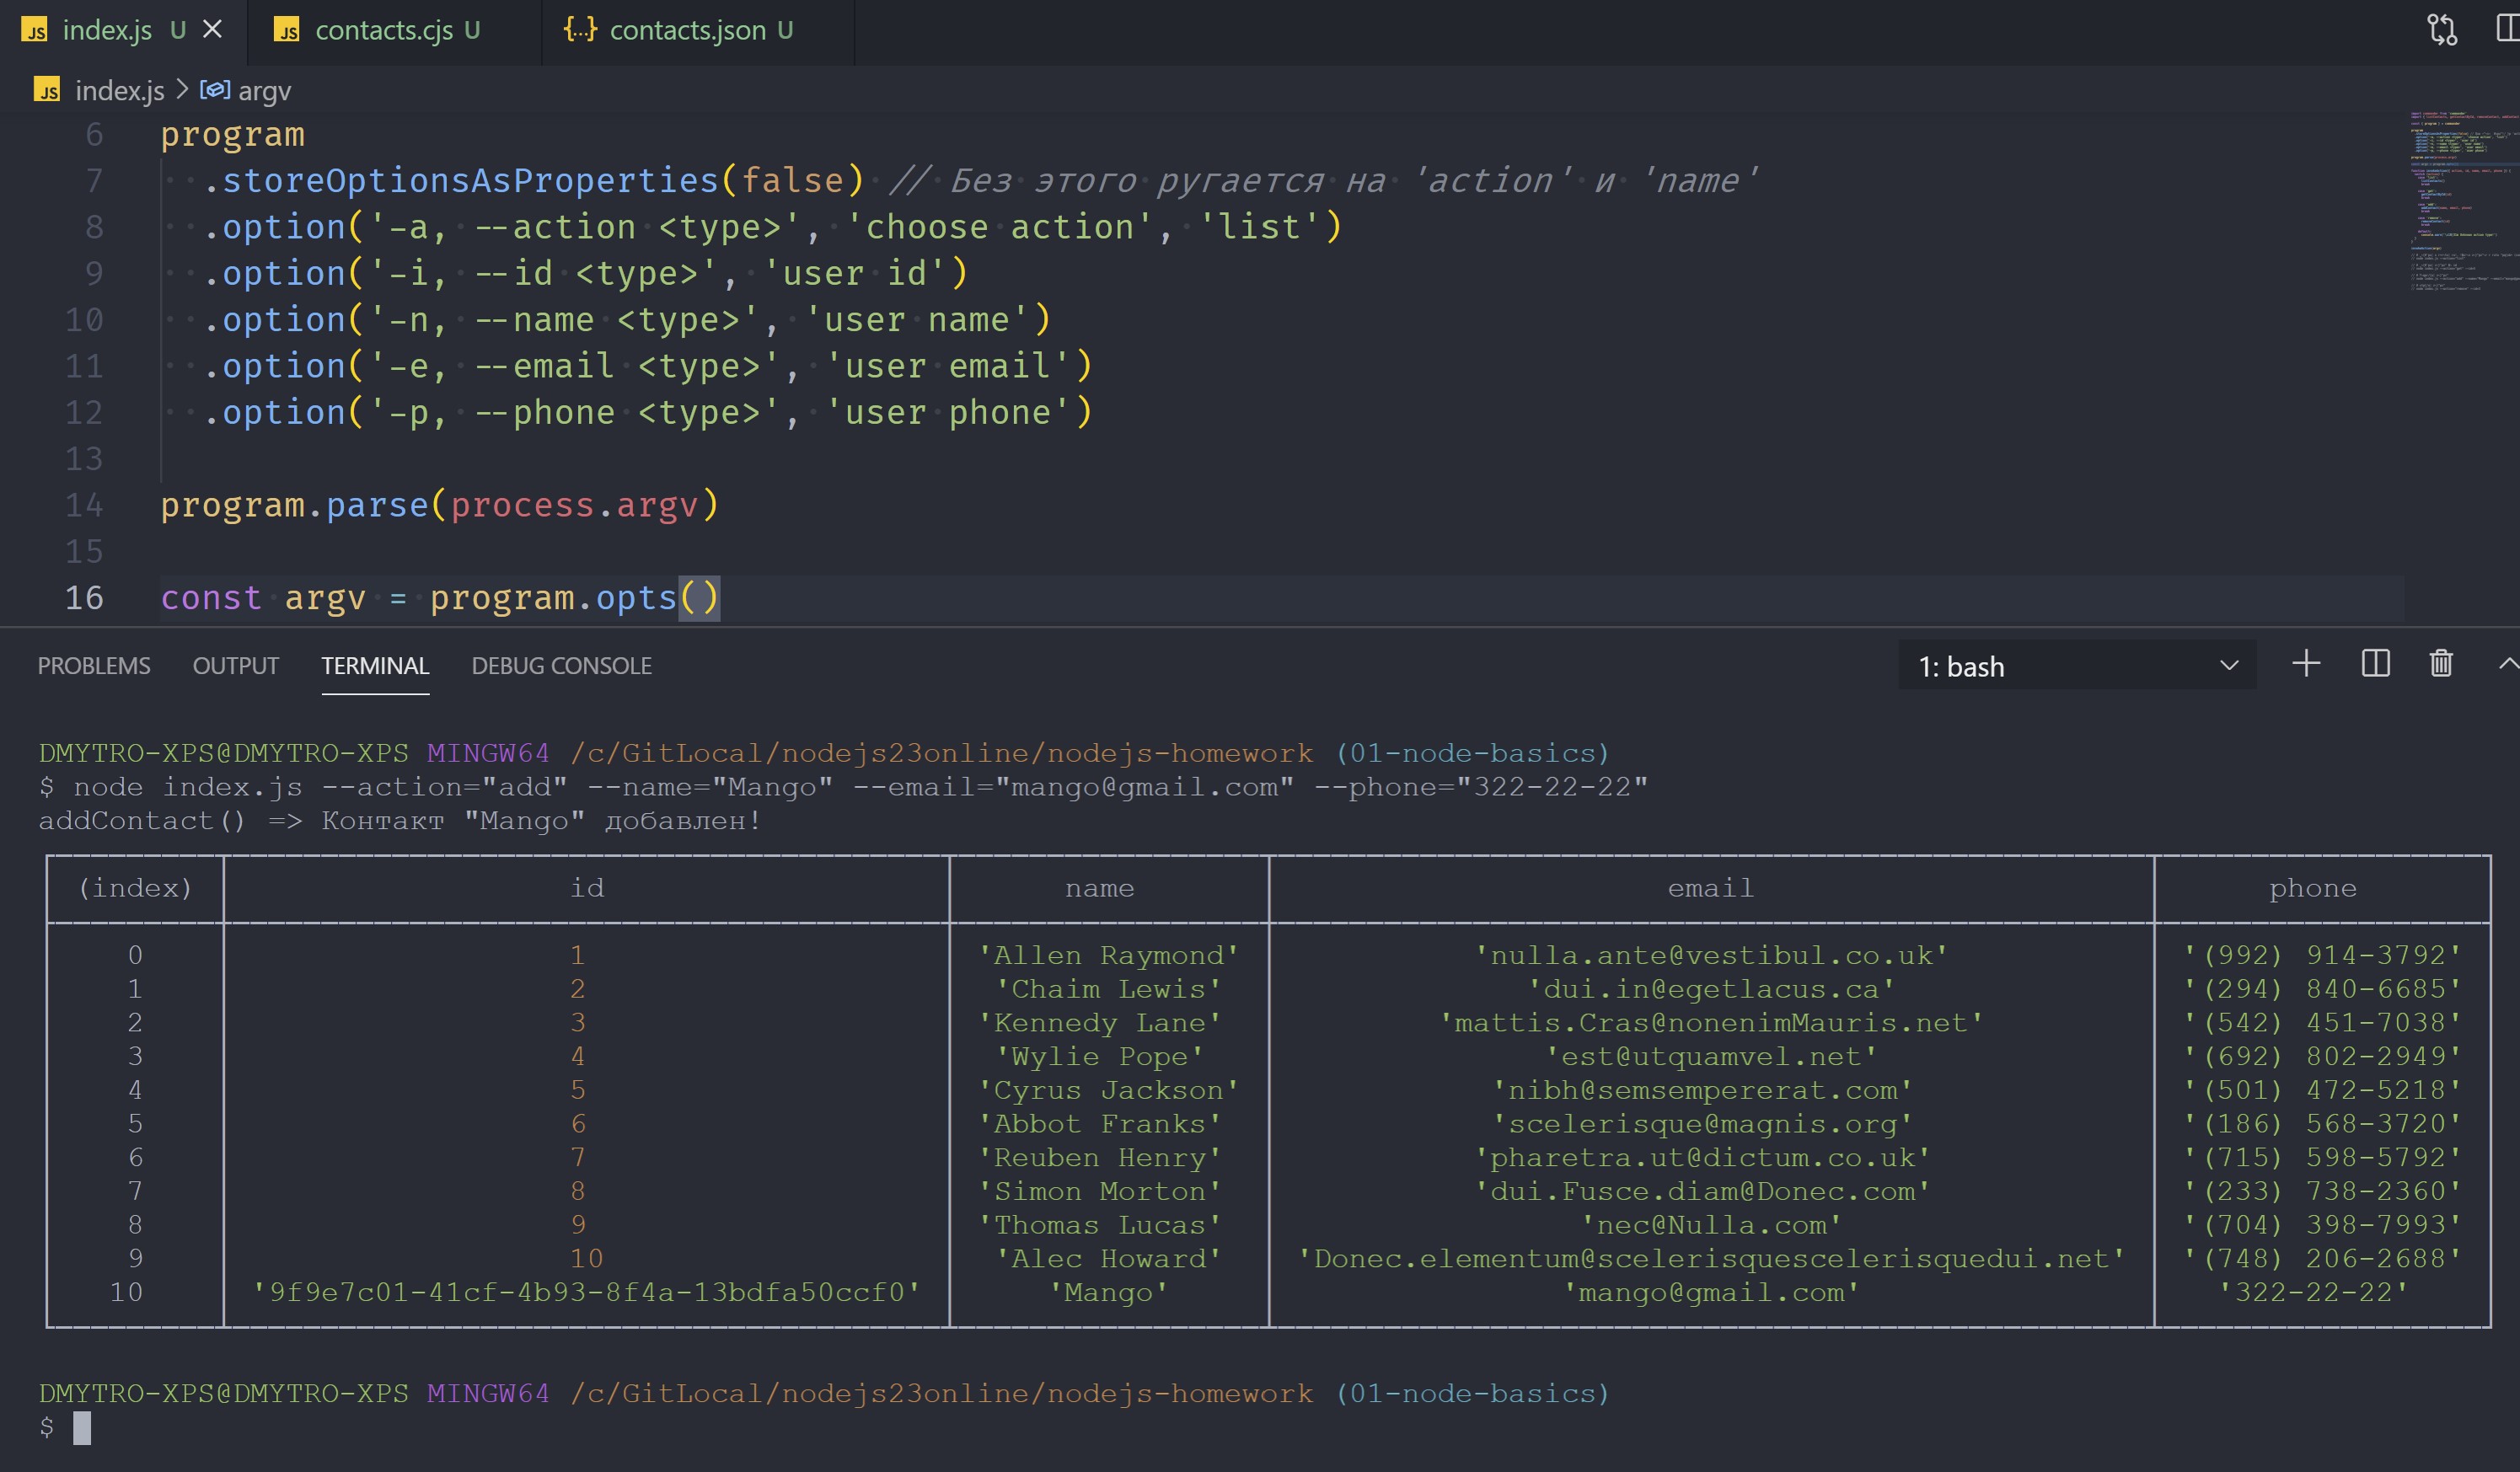 index.js U
contacts.cjs U
contacts.json U
index.js > argv
6 program
7 .storeOptionsAsProperties(false) // Без этого ругается на 'action' и 'name'
8 .option('-a, --action <type>', 'choose action', 'list')
9 .option('-i, --id <type>', 'user id')
10 .option('-n, --name <type>', 'user name')
11 .option('-e, --email <type>', 'user email')
12 .option('-p, --phone <type>', 'user phone')
13
14 program.parse(process.argv)
15
16 const argv = program.opts()
PROBLEMS OUTPUT TERMINAL DEBUG CONSOLE 1: bash
DMYTRO-XPS@DMYTRO-XPS MINGW64 /c/GitLocal/nodejs23online/nodejs-homework (01-node-basics)
$ node index.js --action="add" --name="Mango" --email="mango@gmail.com" --phone="322-22-22"
addContact() => Контакт "Mango" добавлен!
(index) id name email phone
0 1 'Allen Raymond' 'nulla.ante@vestibul.co.uk' '(992) 914-3792'
1 2 'Chaim Lewis' 'dui.in@egetlacus.ca' '(294) 840-6685'
2 3 'Kennedy Lane' 'mattis.Cras@nonenimMauris.net' '(542) 451-7038'
3 4 'Wylie Pope' 'est@utquamvel.net' '(692) 802-2949'
4 5 'Cyrus Jackson' 'nibh@semsempererat.com' '(501) 472-5218'
5 6 'Abbot Franks' 'scelerisque@magnis.org' '(186) 568-3720'
6 7 'Reuben Henry' 'pharetra.ut@dictum.co.uk' '(715) 598-5792'
7 8 'Simon Morton' 'dui.Fusce.diam@Donec.com' '(233) 738-2360'
8 9 'Thomas Lucas' 'nec@Nulla.com' '(704) 398-7993'
9 10 'Alec Howard' 'Donec.elementum@scelerisquescelerisquedui.net' '(748) 206-2688'
10 '9f9e7c01-41cf-4b93-8f4a-13bdfa50ccf0' 'Mango' 'mango@gmail.com' '322-22-22'
DMYTRO-XPS@DMYTRO-XPS MINGW64 /c/GitLocal/nodejs23online/nodejs-homework (01-node-basics)
$